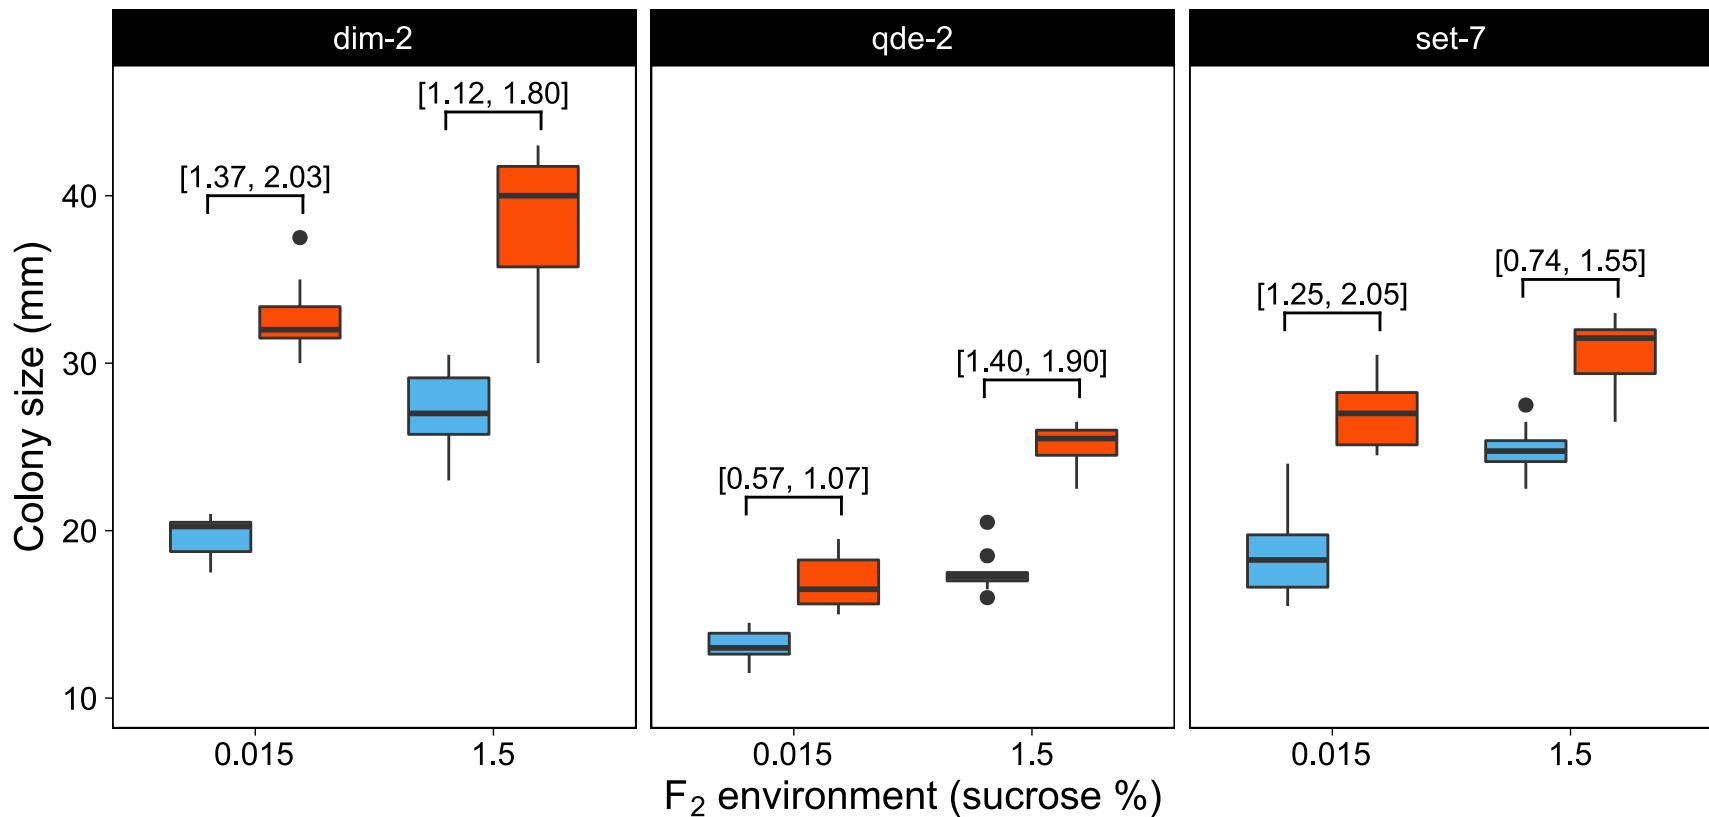 dim-2 qde-2 set-7
[1.12, 1.80]
[1.37, 2.03]
[0.74, 1.55]
[1.25, 2.05]
[1.40, 1.90]
[0.57, 1.07]
Colony size (mm)
40
30
20
10
0.015 1.5 0.015 1.5 0.015 1.5
F₂ environment (sucrose %)